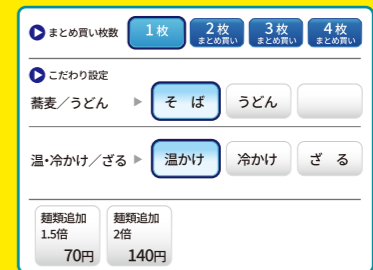 まとめ買い枚数
1枚
2枚
まとめ買い
3枚
まとめ買い
4枚
まとめ買い
こだわり設定
蕎麦／うどん
そ ば
うどん
温・冷かけ／ざる
温かけ
冷かけ
ざ る
麺類追加
1.5倍
70円
麺類追加
2倍
140円